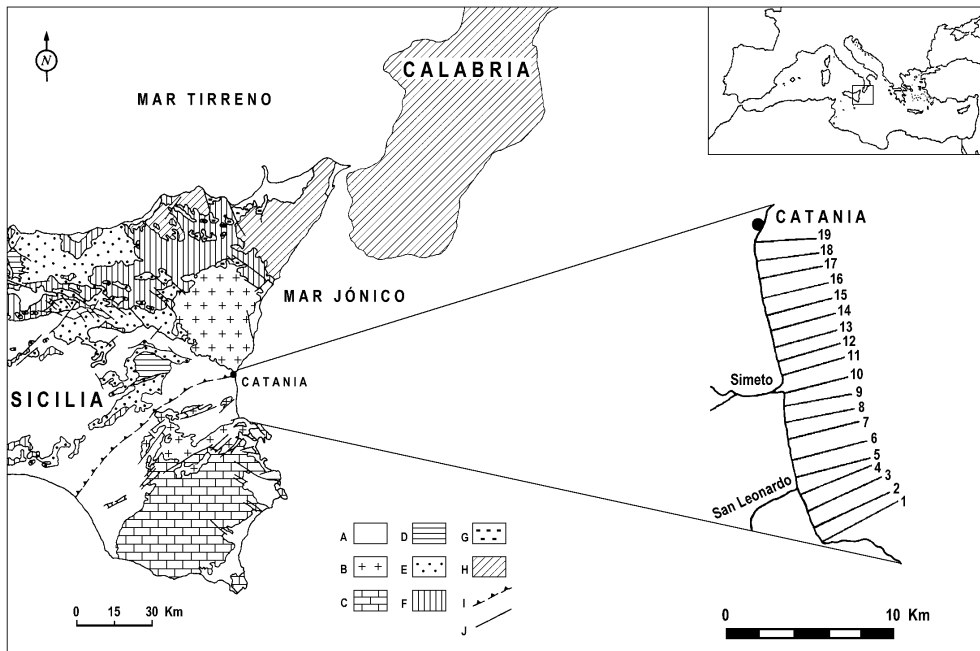 N
CALABRIA
MAR TIRRENO
MAR JÓNICO
CATANIA
SICILIA
CATANIA
19
18
17
16
15
14
13
12
11
Simeto
10
9
8
7
6
5
4
3
San Leonardo
2
1
A D G
B E H
C F I
J
0 15 30 Km
0 10 Km